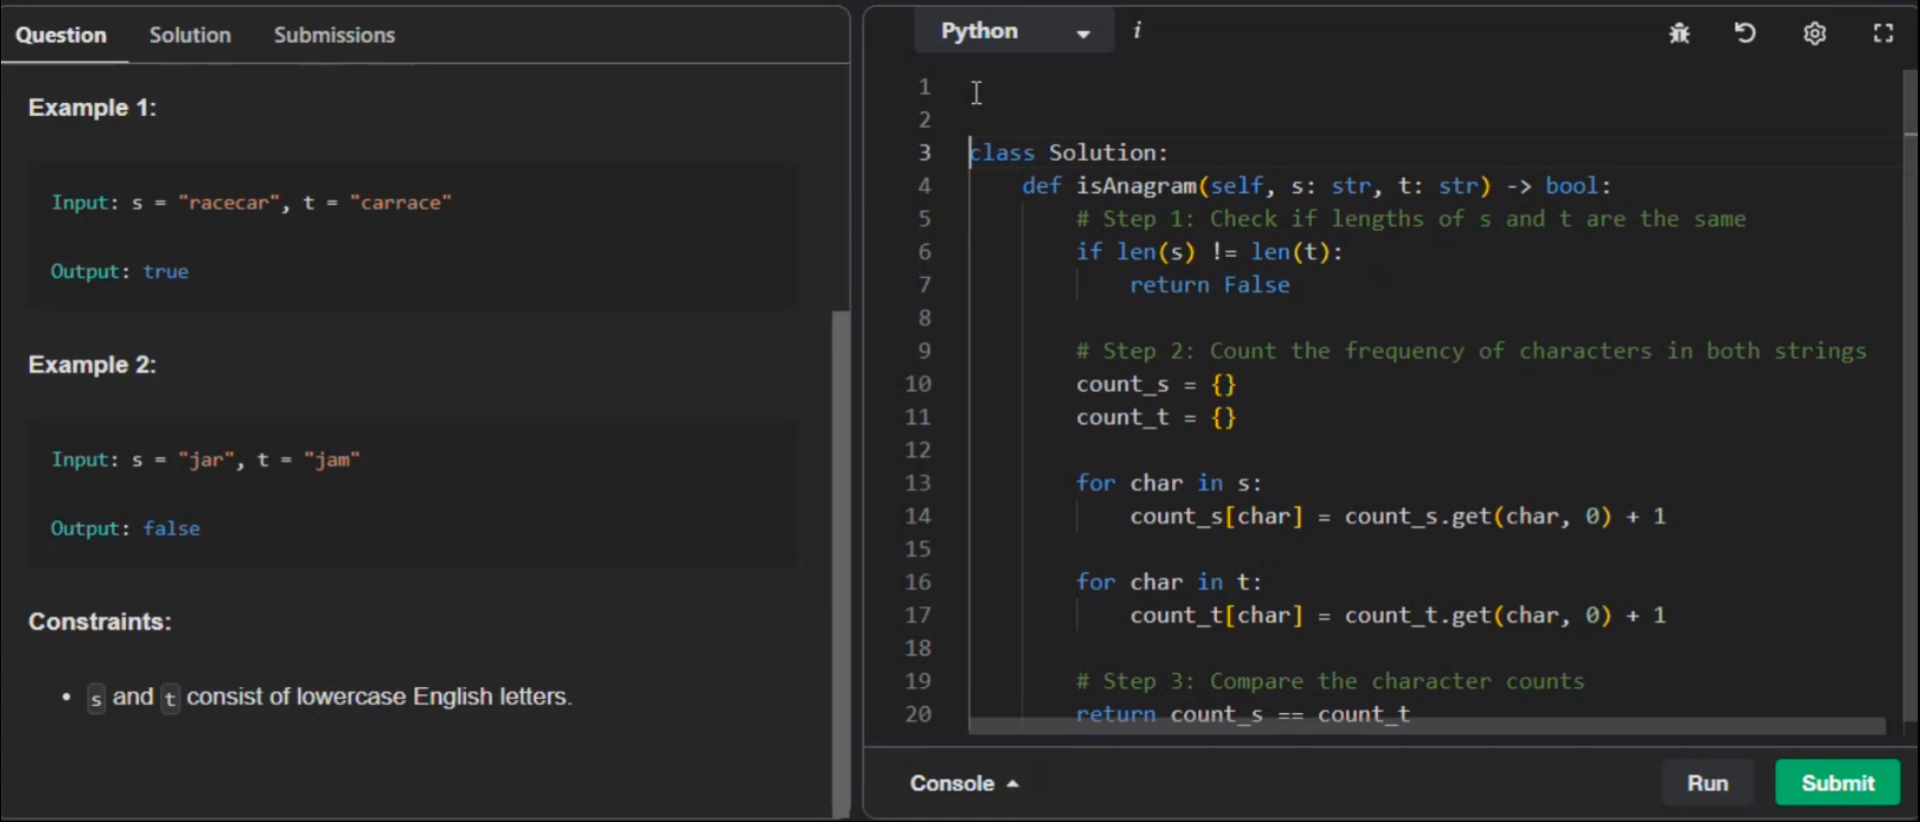 Question Solution Submissions
Example 1:
Input: s = "racecar", t = "carrace"
Output: true
Example 2:
Input: s = "jar", t = "jam"
Output: false
Constraints:
• s and t consist of lowercase English letters.
Python i
1
2
3 class Solution:
4     def isAnagram(self, s: str, t: str) -> bool:
5         # Step 1: Check if lengths of s and t are the same
6         if len(s) != len(t):
7             return False
8
9         # Step 2: Count the frequency of characters in both strings
10         count_s = {}
11         count_t = {}
12
13         for char in s:
14             count_s[char] = count_s.get(char, 0) + 1
15
16         for char in t:
17             count_t[char] = count_t.get(char, 0) + 1
18
19         # Step 3: Compare the character counts
20         return count_s == count_t
Console Run Submit